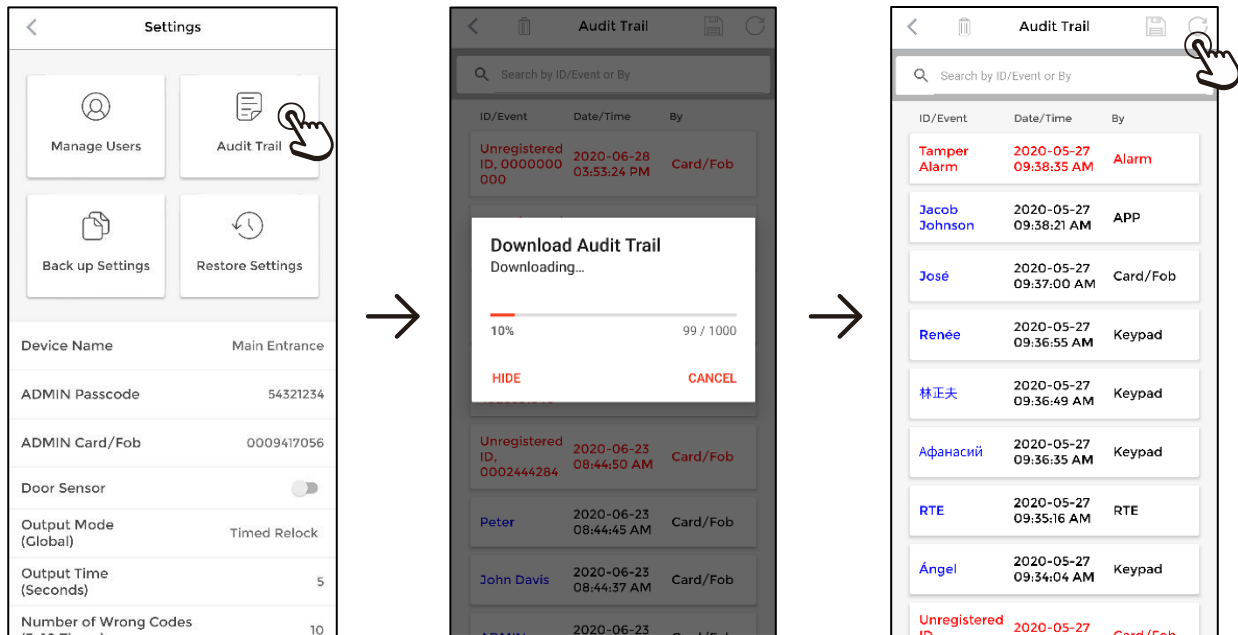 Settings
Manage Users
Audit Trail
Back up Settings
Restore Settings
Device Name Main Entrance
ADMIN Passcode 54321234
ADMIN Card/Fob 0009417056
Door Sensor
Output Mode
(Global)
Timed Relock
Output Time
(Seconds)
5
Number of Wrong Codes
10
Audit Trail
Search by ID/Event or By
ID/Event Date/Time By
Unregistered
ID, 0000000
000
2020-06-28
03:53:24 PM
Card/Fob
Download Audit Trail
Downloading...
10% 99 / 1000
HIDE CANCEL
Unregistered
ID,
0002444284
2020-06-23
08:44:50 AM
Card/Fob
Peter
2020-06-23
08:44:45 AM
Card/Fob
John Davis
2020-06-23
08:44:37 AM
Card/Fob
ADMIN
2020-06-23
Card/Fob
Audit Trail
Search by ID/Event or By
ID/Event Date/Time By
Tamper
Alarm
2020-05-27
09:38:35 AM
Alarm
Jacob
Johnson
2020-05-27
09:38:21 AM
APP
José
2020-05-27
09:37:00 AM
Card/Fob
Renée
2020-05-27
09:36:55 AM
Keypad
林正夫
2020-05-27
09:36:49 AM
Keypad
Афанасий
2020-05-27
09:36:35 AM
Keypad
RTE
2020-05-27
09:35:16 AM
RTE
Ángel
2020-05-27
09:34:04 AM
Keypad
Unregistered
ID,
2020-05-27
Card/Fob